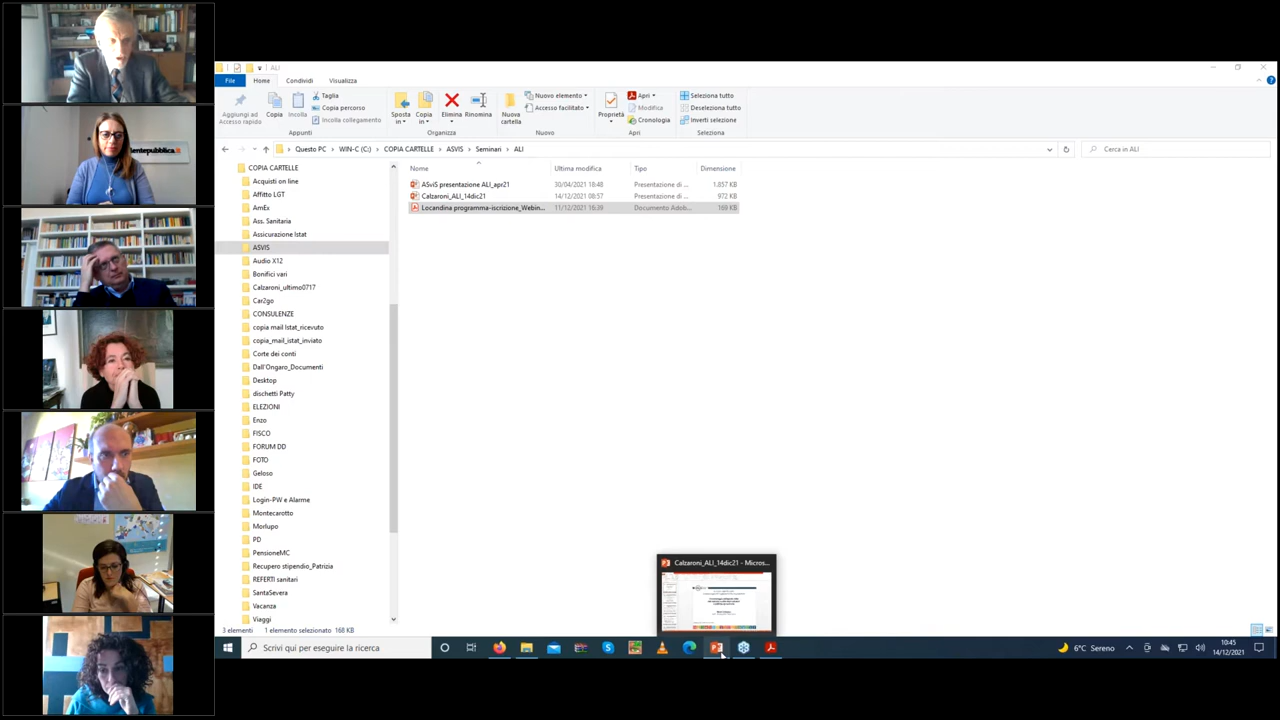 entepubblica.it
ALI
File
Home
Condividi
Visualizza
Aggiungi ad
Accesso rapido
Copia
Incolla
Taglia
Copia percorso
Incolla collegamento
Appunti
Sposta
in
Copia
in
Elimina
Rinomina
Organizza
Nuova
cartella
Nuovo elemento
Accesso facilitato
Nuovo
Proprietà
Apri
Modifica
Cronologia
Apri
Seleziona tutto
Deseleziona tutto
Inverti selezione
Selezione
Questo PC > WIN-C (C:) > COPIA CARTELLE > ASVIS > Seminari > ALI
Cerca in ALI
COPIA CARTELLE
Acquisti on line
Affitto LGT
AmEx
Ass. Sanitaria
Assicurazione Istat
ASVIS
Audio X12
Bonifici vari
Calzaroni_ultimo0717
Car2go
CONSULENZE
copia mail Istat_ricevuto
copia_mail_istat_inviato
Corte dei conti
Dall'Ongaro_Documenti
Desktop
dischetti Patty
ELEZIONI
Enzo
FISCO
FORUM DD
FOTO
Geloso
IDE
Login-PW e Alarme
Montecarotto
Morlupo
PD
PensioneMC
Recupero stipendio_Patrizia
REFERTI sanitari
SantaSevera
Vacanza
Viaggi
Nome Ultima modifica Tipo Dimensione
ASviS presentazione ALI_apr21 30/04/2021 18:48 Presentazione di ... 1.857 KB
Calzaroni_ALI_14dic21 14/12/2021 08:57 Presentazione di ... 972 KB
Locandina programma-iscrizione_Webin... 11/12/2021 16:39 Documento Adob... 169 KB
3 elementi 1 elemento selezionato 168 KB
Calzaroni_ALI_14dic21 - Micros...
Scrivi qui per eseguire la ricerca
6°C Sereno
10:45
14/12/2021